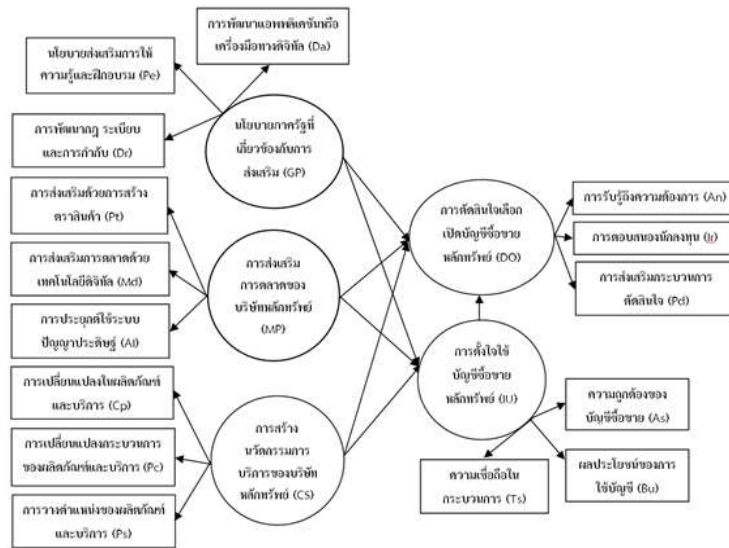 การพัฒนาแอพพลิเคชันหรือ
เครื่องมือทางดิจิทัล (Da)
นโยบายส่งเสริมการให้
ความรู้และฝึกอบรม (Pe)
การพัฒนากฎ ระเบียบ
และการกำกับ (Dr)
นโยบายภาครัฐที่
เกี่ยวข้องกับการ
ส่งเสริม (GP)
การส่งเสริมด้วยการสร้าง
ตราสินค้า (Pt)
การส่งเสริมการตลาดด้วย
เทคโนโลยีดิจิทัล (Md)
การประยุกต์ใช้ระบบ
ปัญญาประดิษฐ์ (AI)
การส่งเสริม
การตลาดของ
บริษัทหลักทรัพย์
(MP)
การเปลี่ยนแปลงในผลิตภัณฑ์
และบริการ (Cp)
การเปลี่ยนแปลงกระบวนการ
ของผลิตภัณฑ์และบริการ (Pc)
การวางตำแหน่งของผลิตภัณฑ์
และบริการ (Ps)
การสร้าง
นวัตกรรมการ
บริการของบริษัท
หลักทรัพย์ (CS)
การตัดสินใจเลือก
เปิดบัญชีซื้อขาย
หลักทรัพย์ (DO)
การรับรู้ถึงความต้องการ (An)
การตอบสนองนักลงทุน (Ir)
การส่งเสริมกระบวนการ
ตัดสินใจ (Pd)
การตั้งใจใช้
บัญชีซื้อขาย
หลักทรัพย์ (IU)
ความถูกต้องของ
บัญชีซื้อขาย (As)
ผลประโยชน์ของการ
ใช้บัญชี (Bu)
ความเชื่อถือใน
กระบวนการ (Ts)